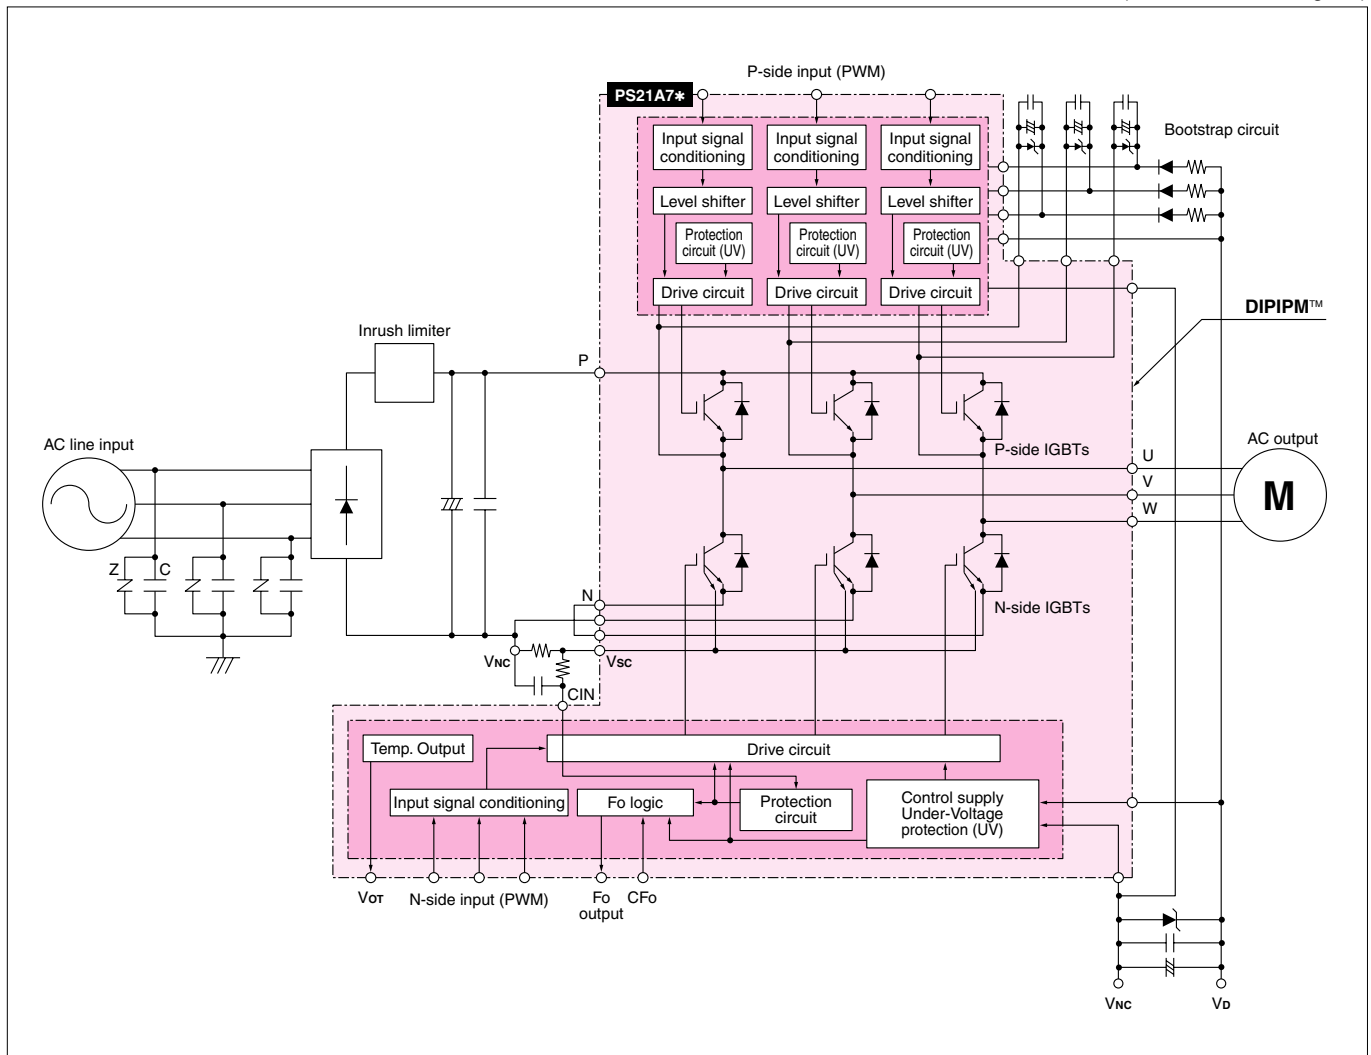 P-side input (PWM)
PS21A7*
Input signal
conditioning
Input signal
conditioning
Input signal
conditioning
Bootstrap circuit
Level shifter
Level shifter
Level shifter
Protection
circuit (UV)
Protection
circuit (UV)
Protection
circuit (UV)
Drive circuit
Drive circuit
Drive circuit
DIPIPM™
Inrush limiter
P
AC line input
P-side IGBTs
U
V
W
AC output
M
Z
C
N
N-side IGBTs
VNC
VSC
CIN
Temp. Output
Drive circuit
Input signal conditioning
Fo logic
Protection
circuit
Control supply
Under-Voltage
protection (UV)
VOT
N-side input (PWM)
Fo
output
CFO
VNC
VD